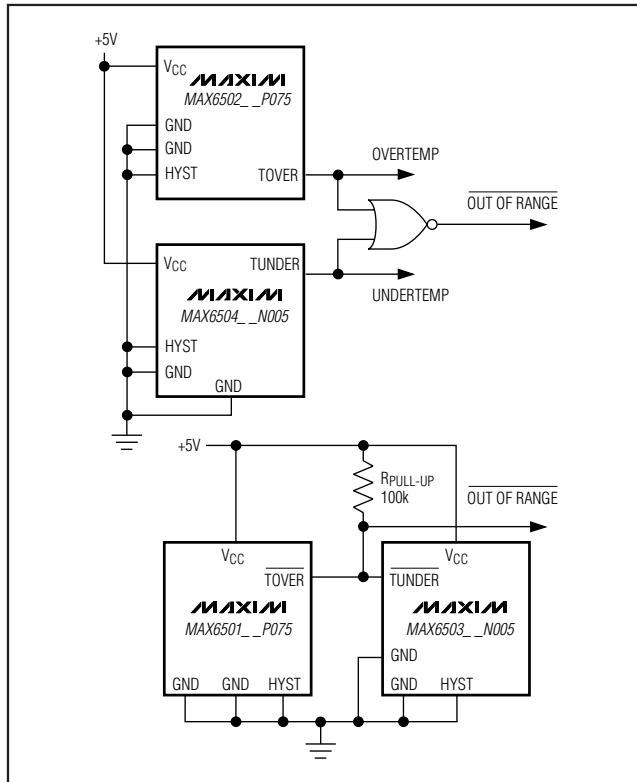 +5V
VCC
MAXIM
MAX6502_ _P075
GND
GND
HYST
TOVER
OVERTEMP
OUT OF RANGE
VCC
TUNDER
MAXIM
MAX6504_ _N005
UNDERTEMP
HYST
GND
GND
+5V
RPULL-UP
100k
OUT OF RANGE
VCC
TOVER
MAXIM
MAX6501_ _P075
GND
GND
HYST
VCC
TUNDER
MAXIM
MAX6503_ _N005
GND
GND
HYST